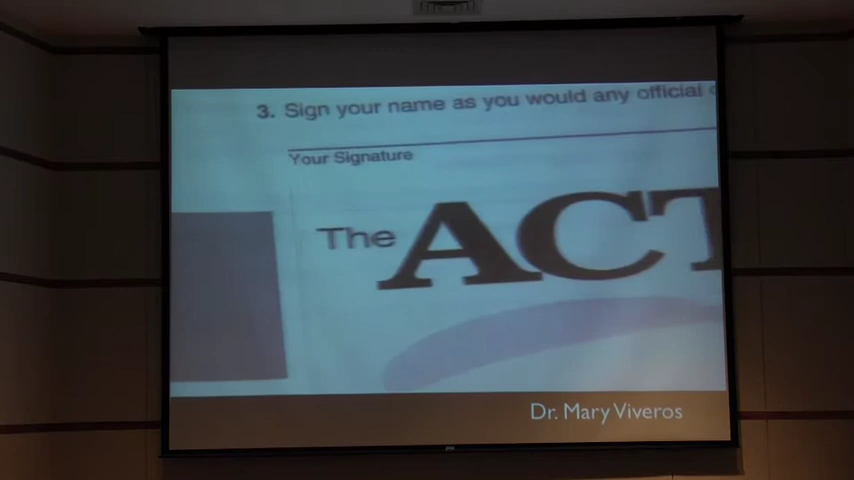 3. Sign your name as you would any official
Your Signature
The ACT
Dr. Mary Viveros